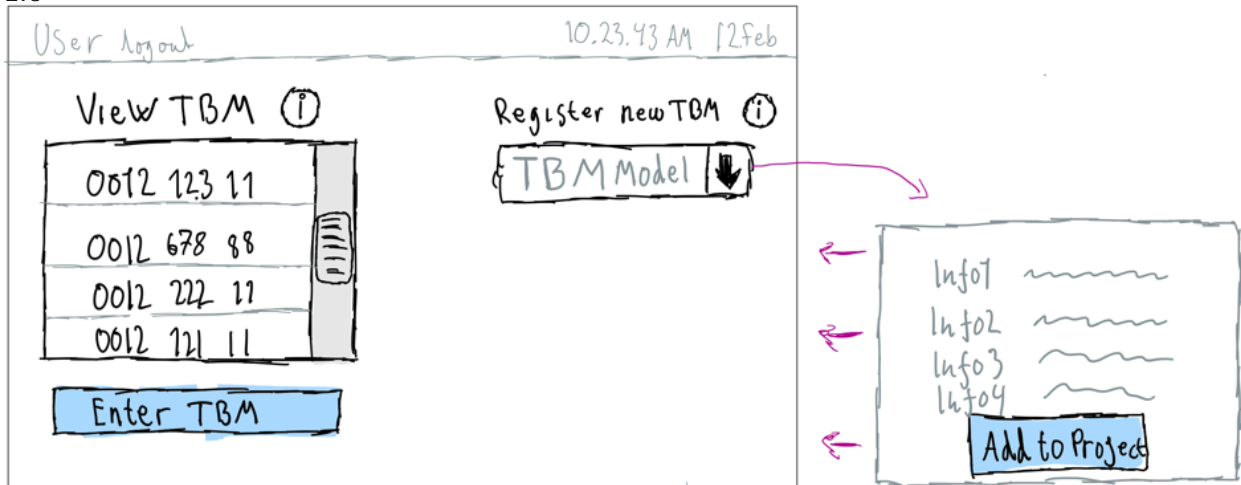 User logout
10.23.43 AM 12Feb
View TBM i
0012 123 11
0012 678 88
0012 222 11
0012 121 11
Enter TBM
Register new TBM i
TBM Model
Info1
Info2
Info3
Info4
Add to Project